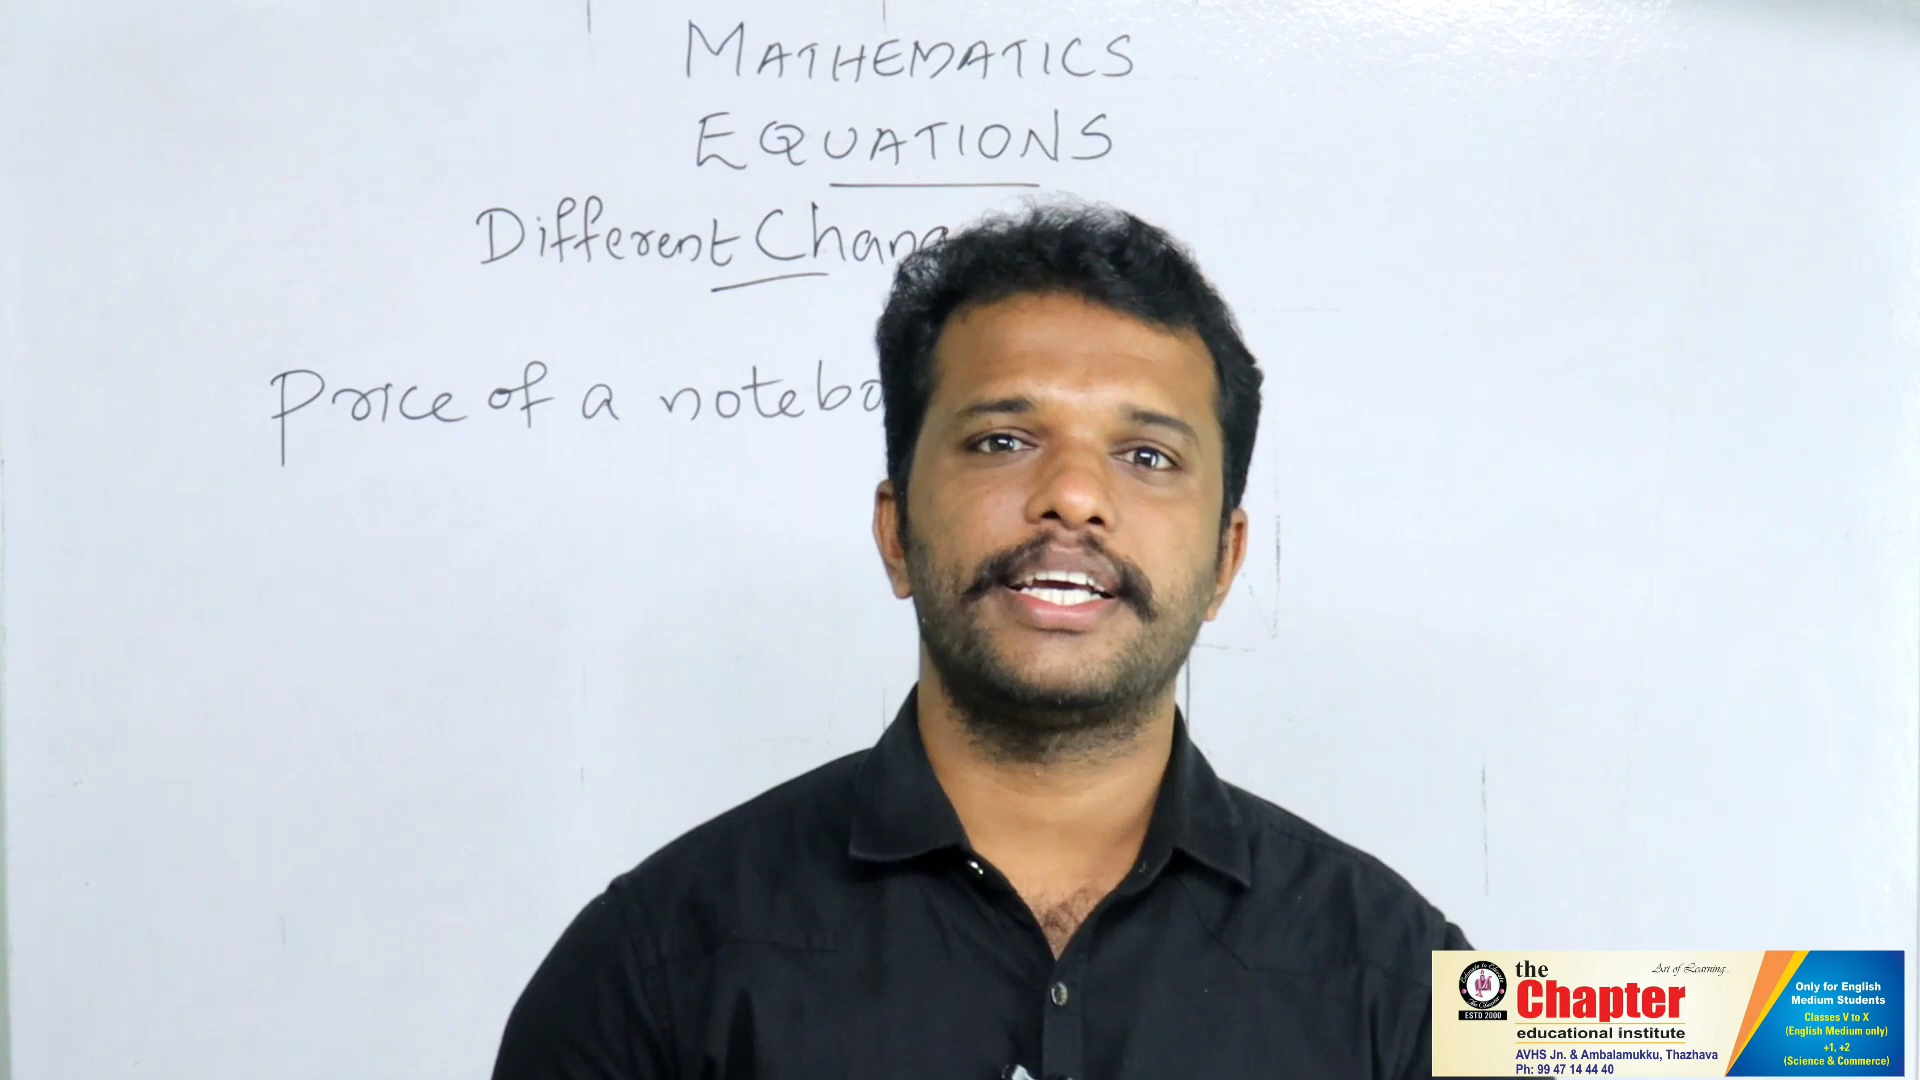 MATHEMATICS
EQUATIONS
Different Chang
Price of a notebo
ESTD 2000
the
Art of Learning..
Chapter
educational institute
AVHS Jn. & Ambalamukku, Thazhava
Ph: 99 47 14 44 40
Only for English
Medium Students
Classes V to X
(English Medium only)
+1, +2
(Science & Commerce)